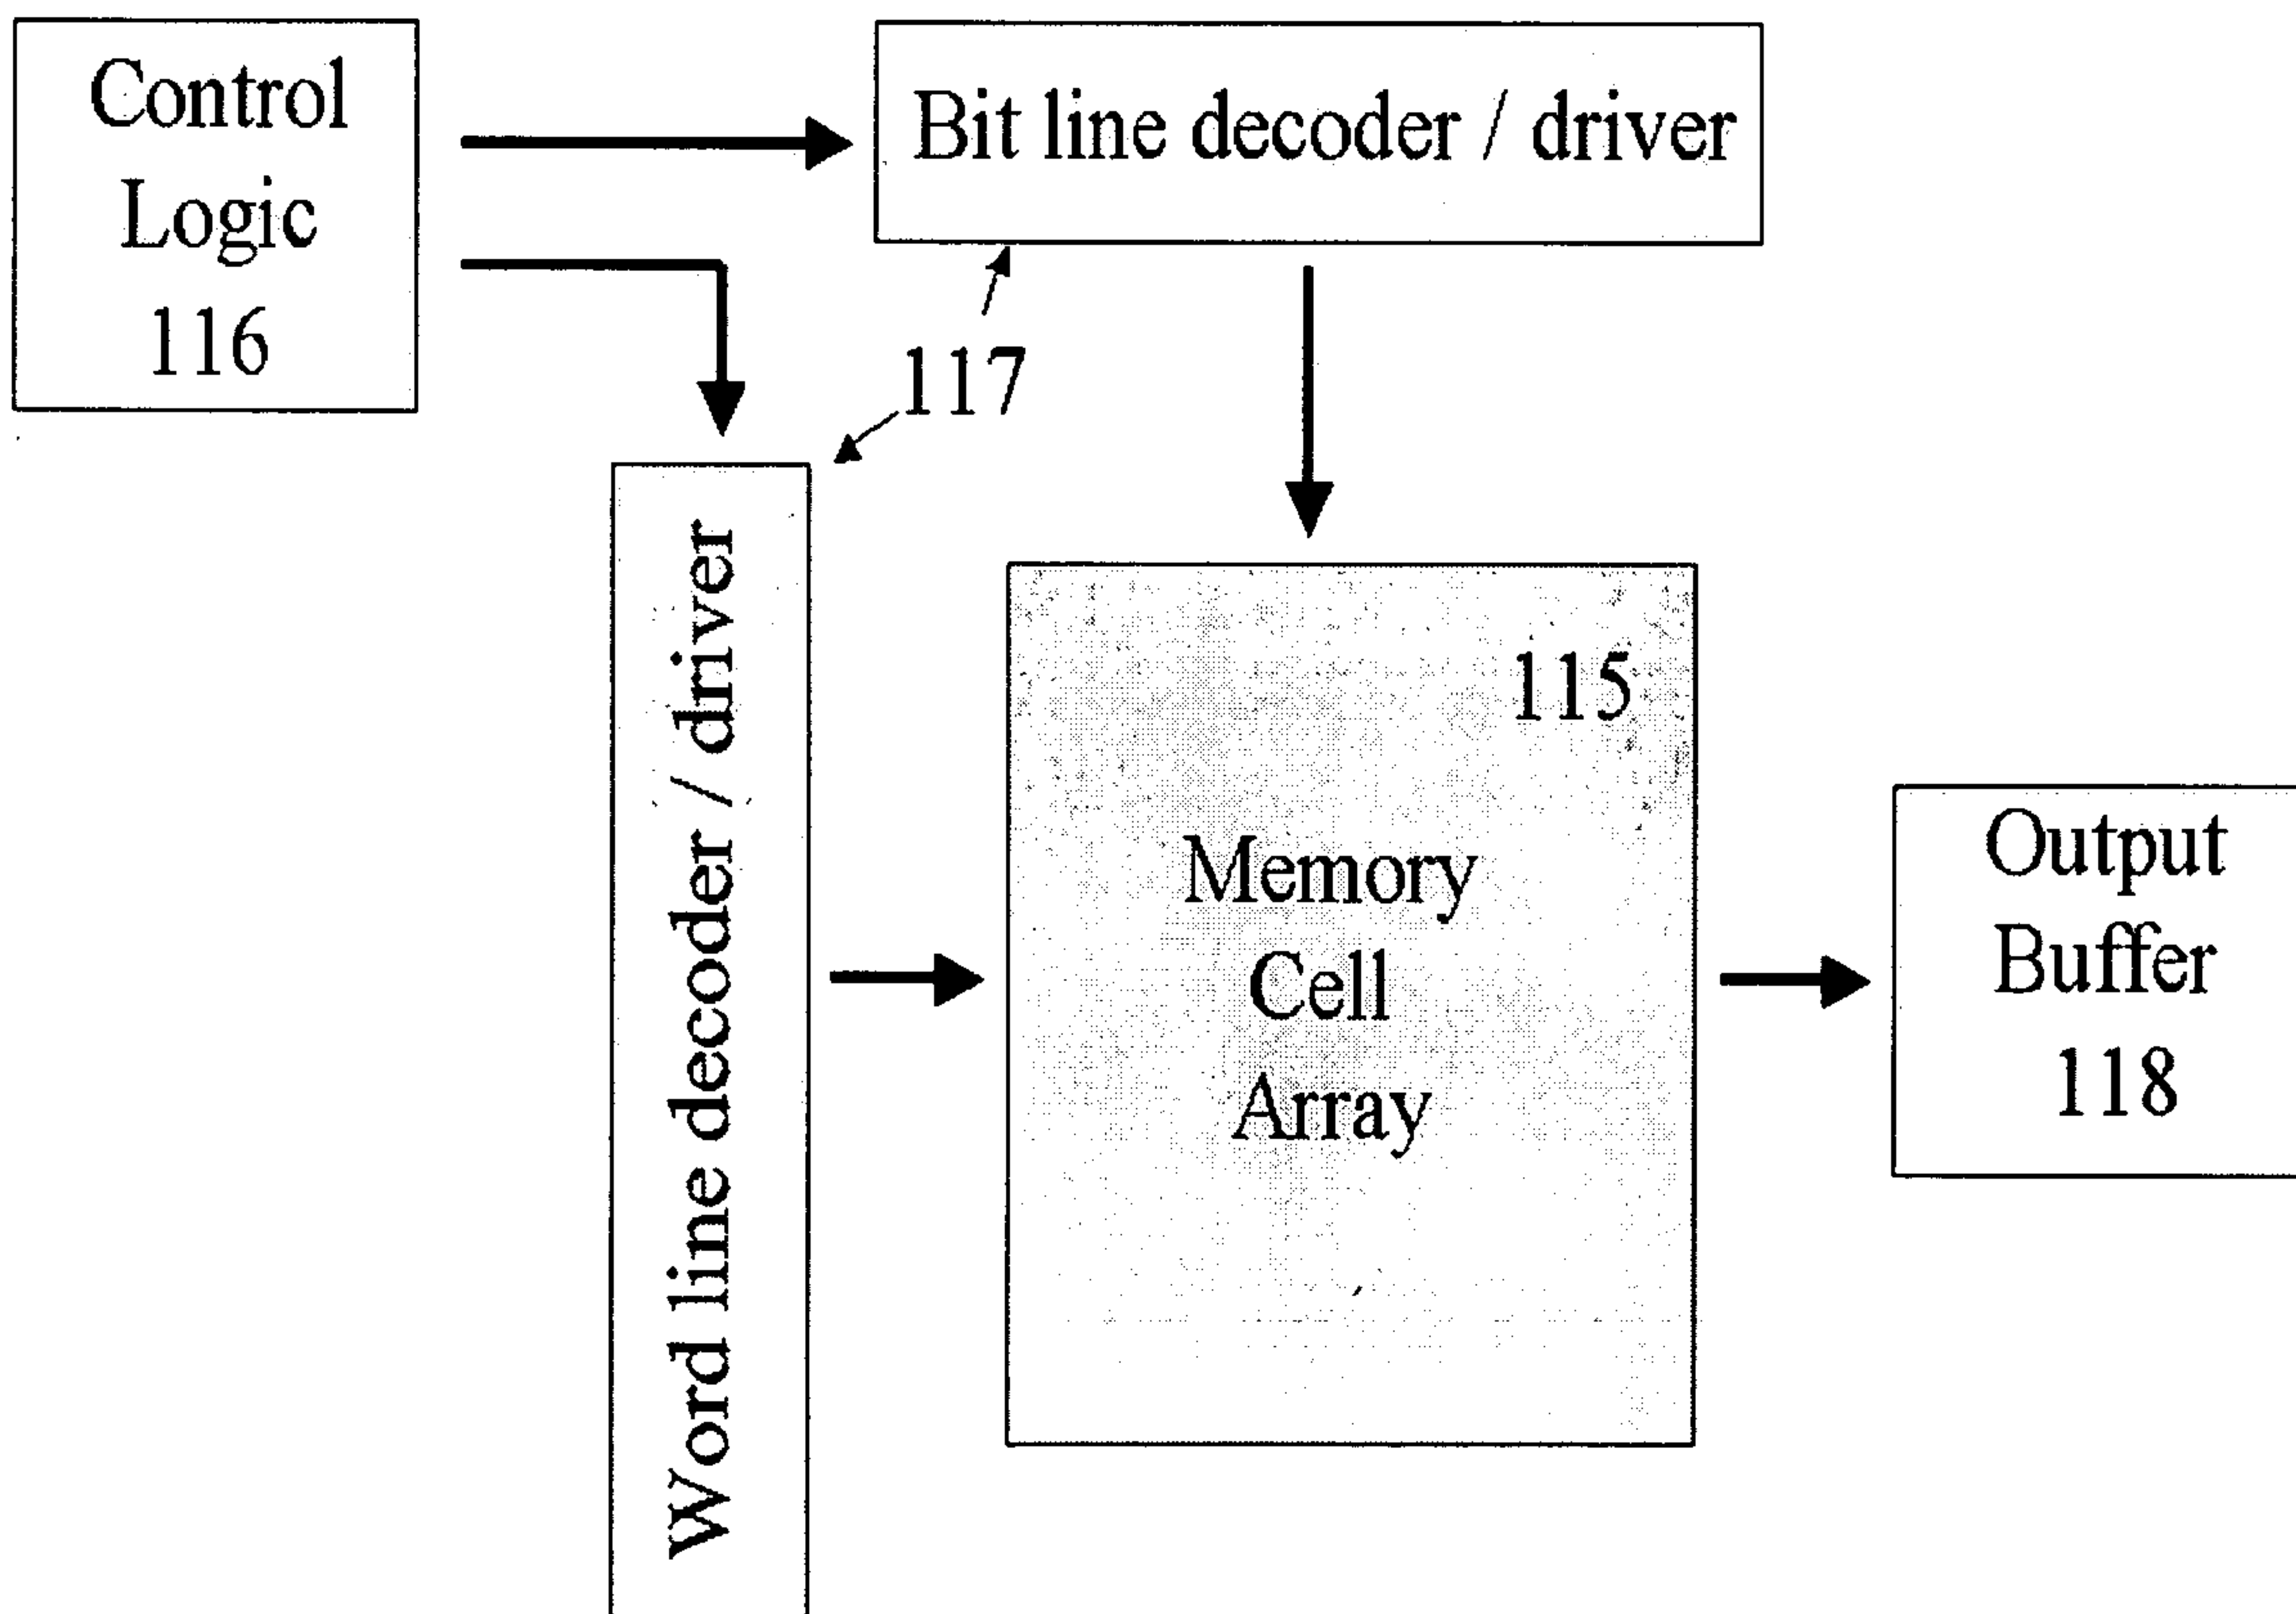 Control
Logic
116
Bit line decoder / driver
117
Word line decoder / driver
115
Memory
Cell
Array
Output
Buffer
118